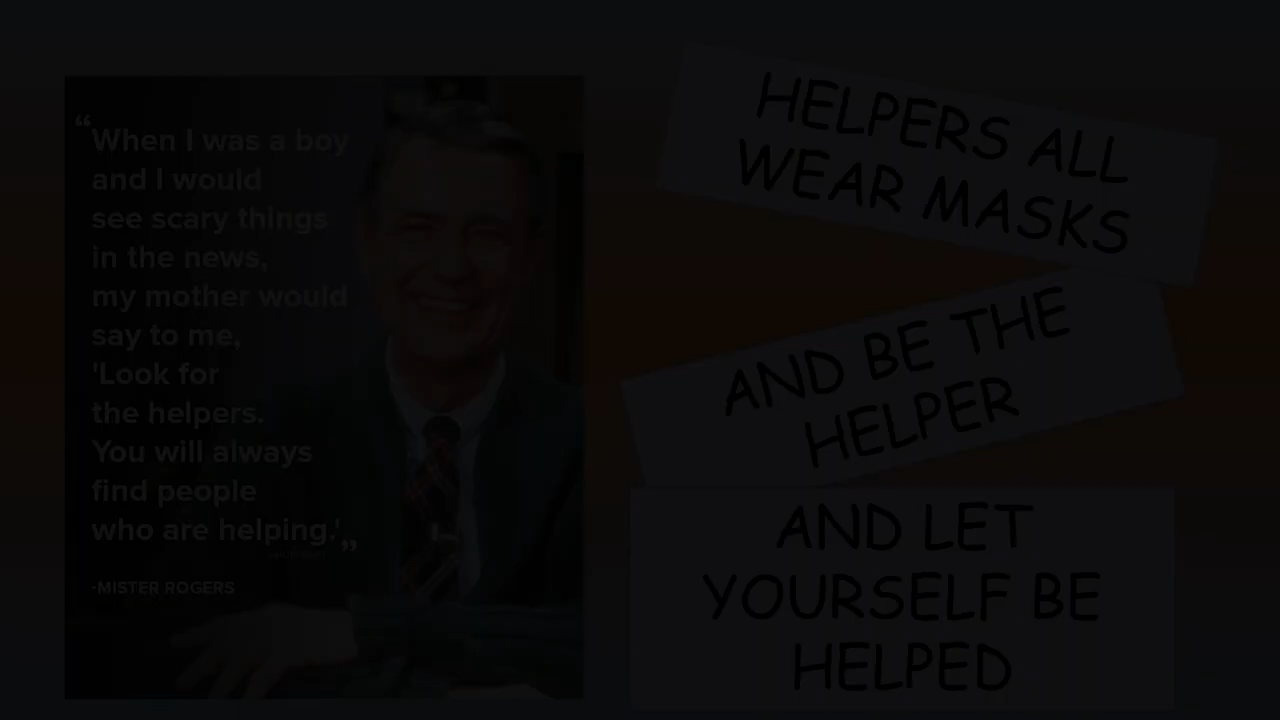 “When I was a boy
and I would
see scary things
in the news,
my mother would
say to me,
'Look for
the helpers.
You will always
find people
who are helping.'„
-MISTER ROGERS
HELPERS ALL
WEAR MASKS
AND BE THE
HELPER
AND LET
YOURSELF BE
HELPED